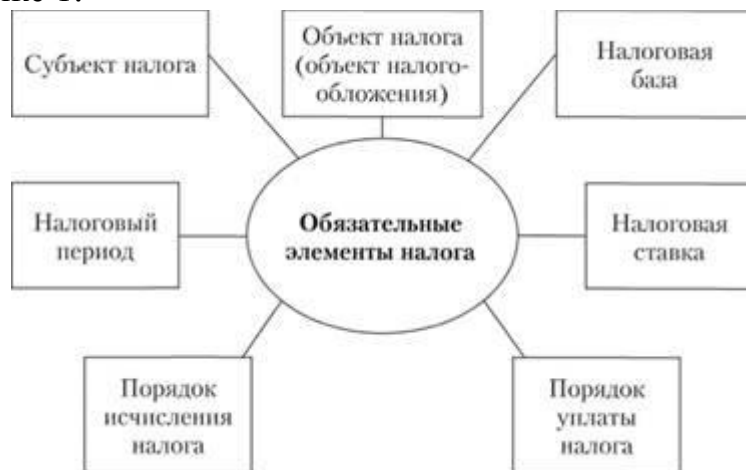 Субъект налога
Объект налога
(объект налого-
обложения)
Налоговая
база
Налоговый
период
Обязательные
элементы налога
Налоговая
ставка
Порядок
исчисления
налога
Порядок
уплаты
налога